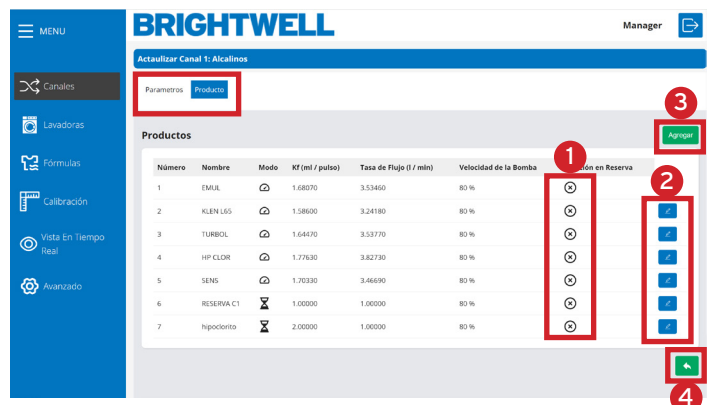 MENU
BRIGHTWELL
Manager
Actaulizar Canal 1: Alcalinos
Canales
Parametros Producto
3
Lavadoras
Productos
Agregar
1
Fórmulas
2
Número Nombre Modo Kf (ml / pulso) Tasa de Flujo (l / min) Velocidad de la Bomba ión en Reserva
1 EMUL 1.68070 3.53460 80 %
Calibración
2 KLEN L65 1.58600 3.24180 80 %
3 TURBOL 1.64470 3.53770 80 %
Vista En Tiempo
Real
4 HP CLOR 1.77630 3.82730 80 %
5 SENS 1.70330 3.46690 80 %
Avanzado
6 RESERVA C1 1.00000 1.00000 80 %
7 hipoclorito 2.00000 1.00000 80 %
4